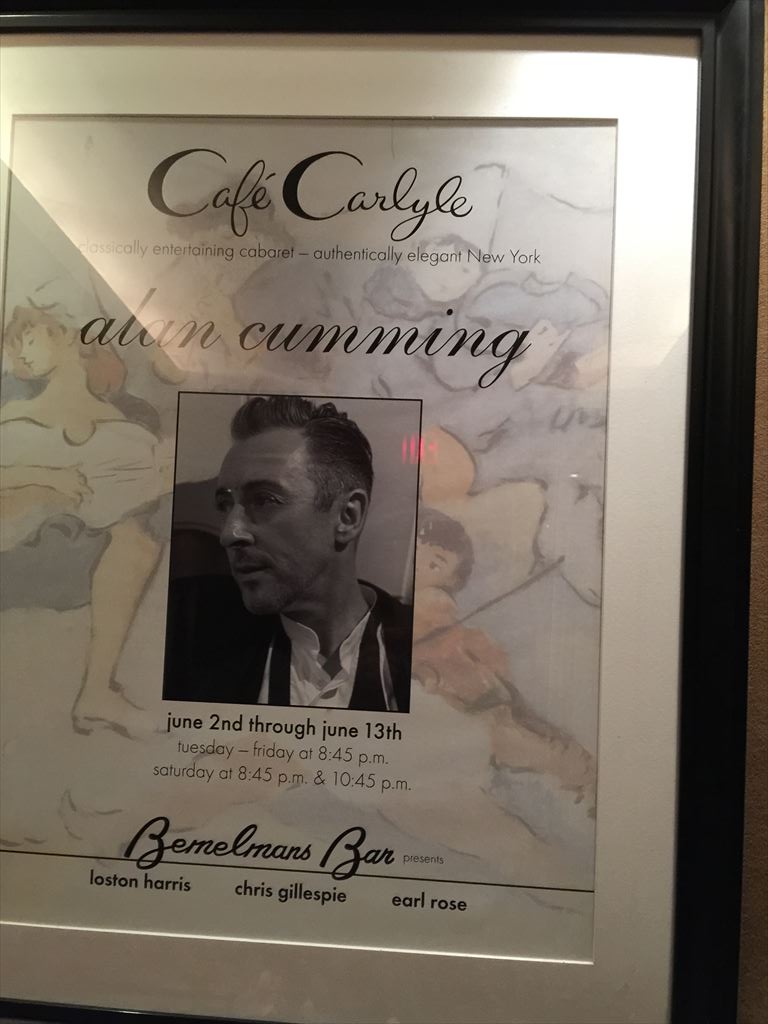 Café Carlyle
classically entertaining cabaret – authentically elegant New York
alan cumming
june 2nd through june 13th
tuesday – friday at 8:45 p.m.
saturday at 8:45 p.m. & 10:45 p.m.
Bemelmans Bar presents
loston harris chris gillespie earl rose